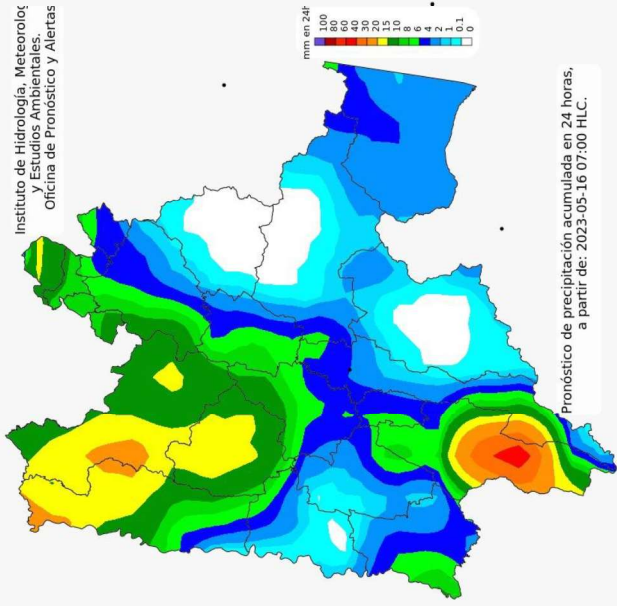 Instituto de Hidrología, Meteorolog
y Estudios Ambientales.
Oficina de Pronóstico y Alertas
mm en 24h
100
80
60
40
30
20
15
10
8
6
4
2
1
0.1
0
Pronóstico de precipitación acumulada en 24 horas,
a partir de: 2023-05-16 07:00 HLC.